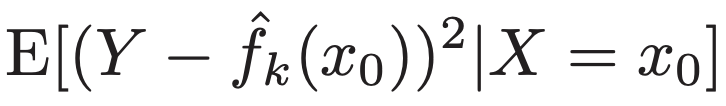 E[(Y − f̂ₖ(x₀))²|X = x₀]